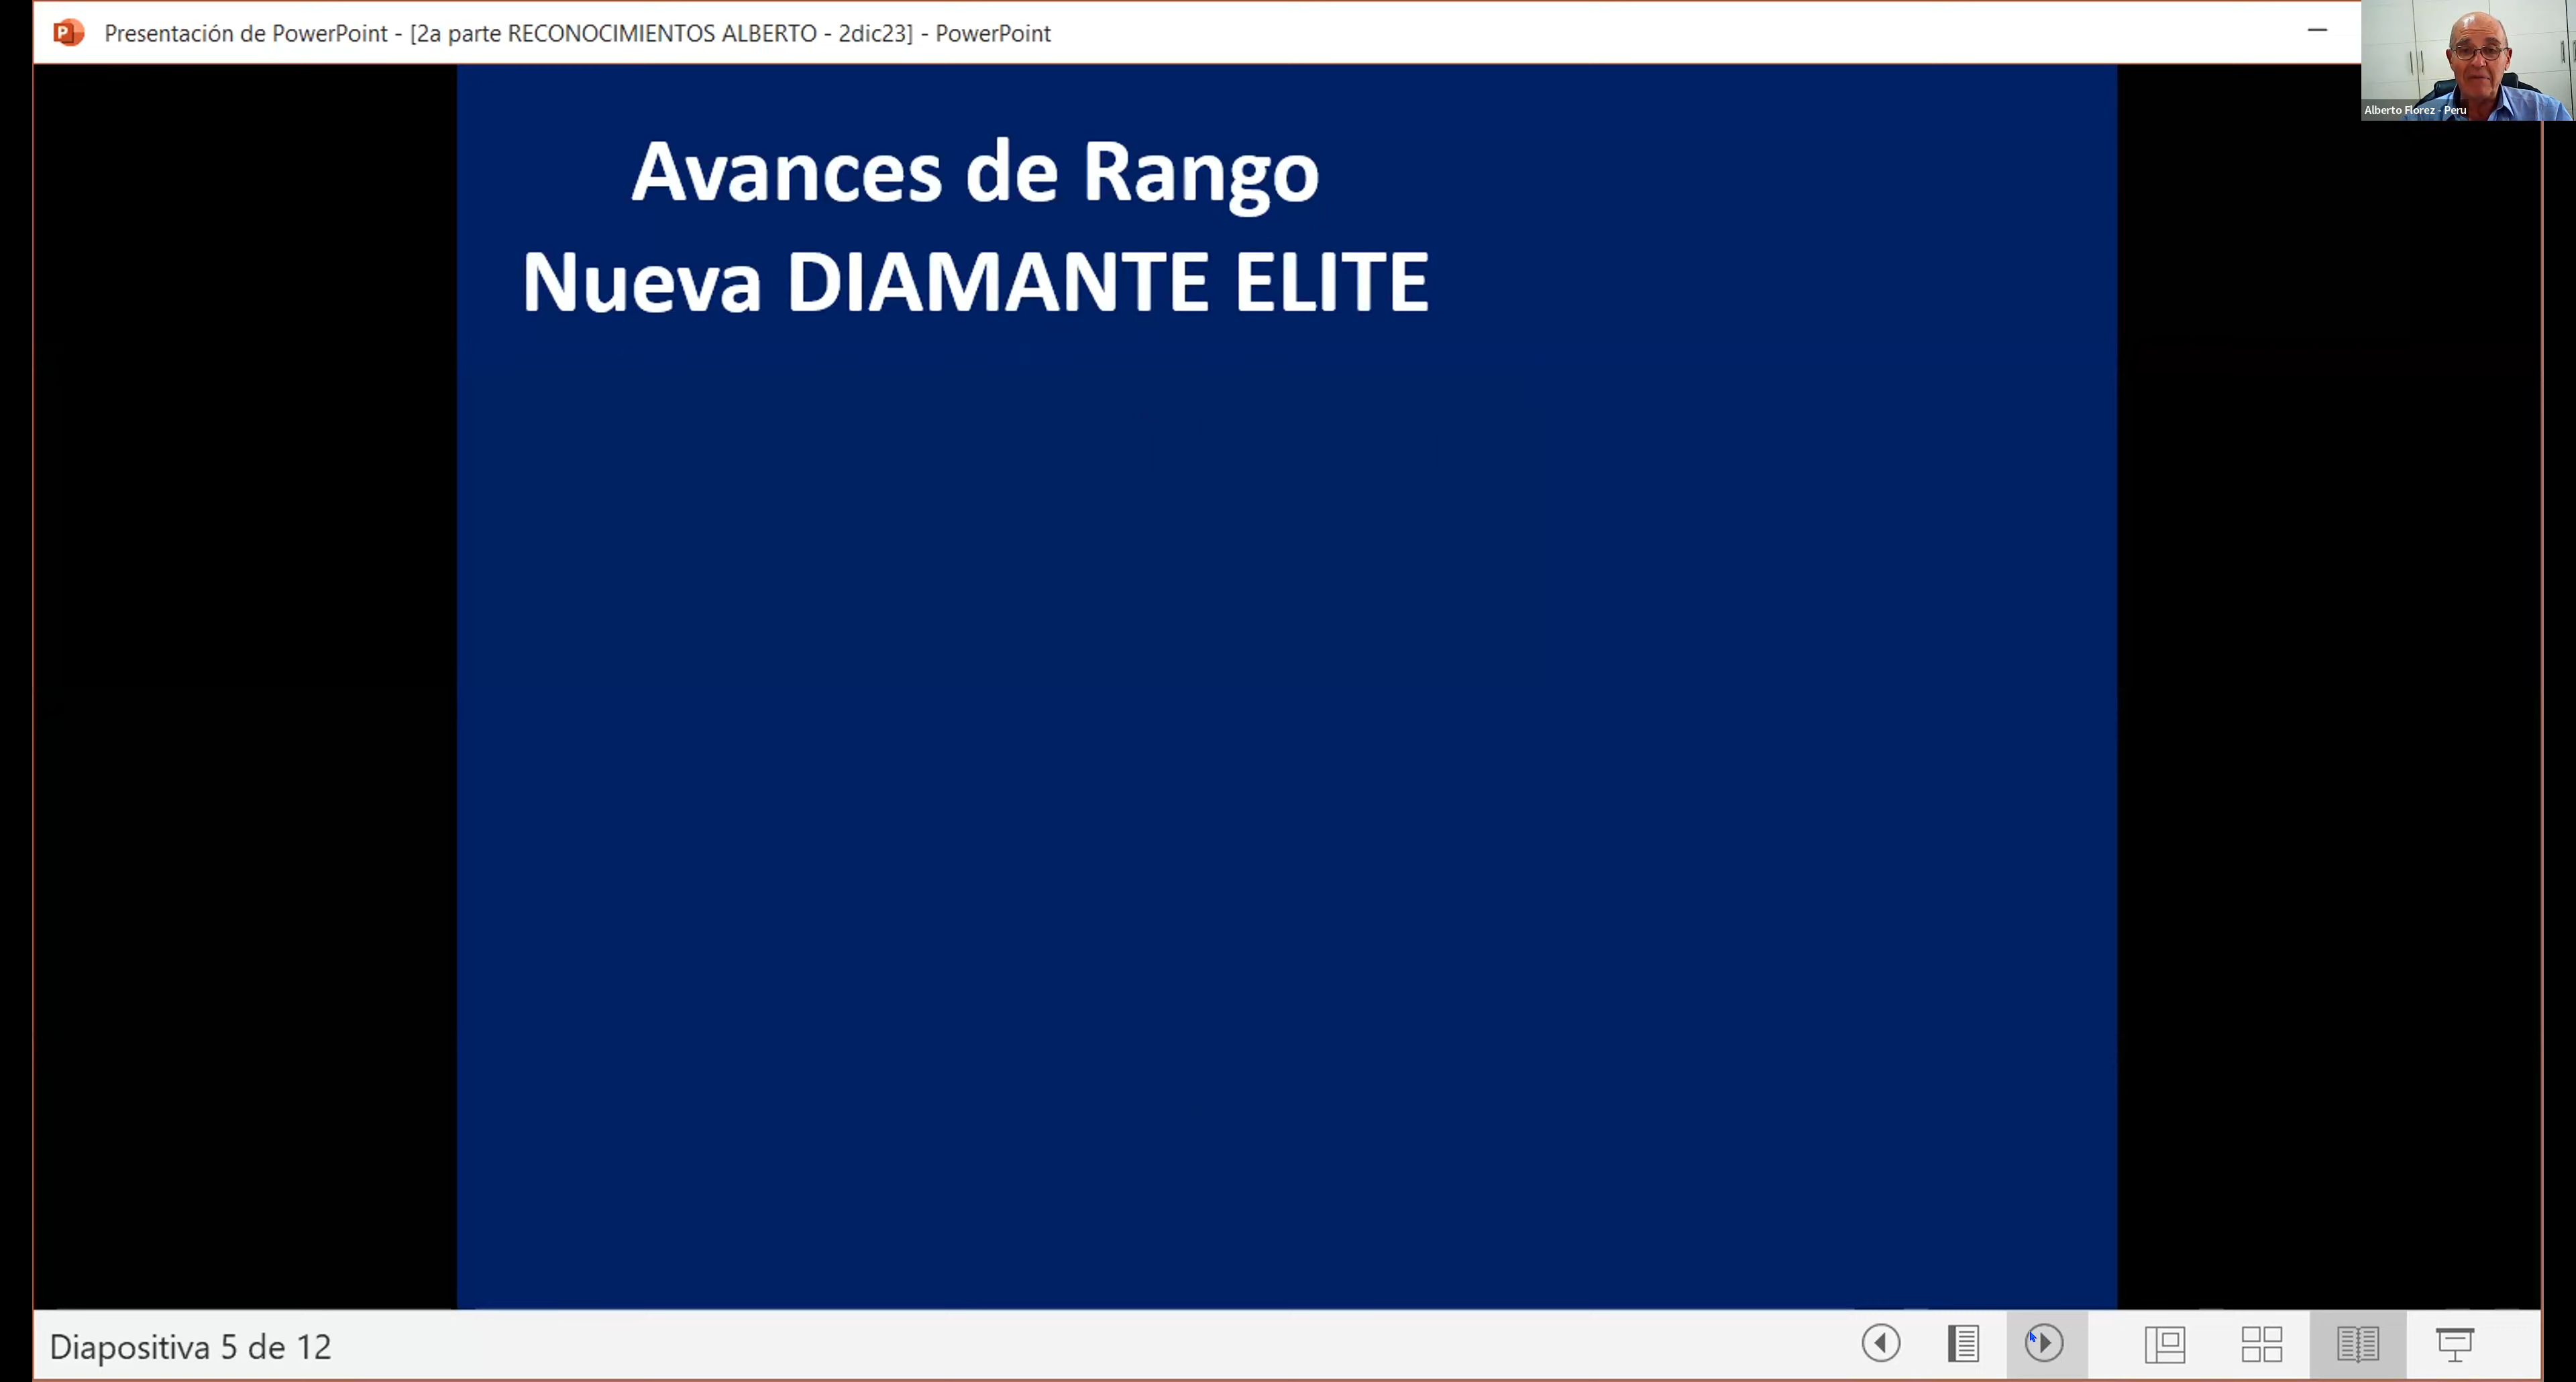 Presentación de PowerPoint - [2a parte RECONOCIMIENTOS ALBERTO - 2dic23] - PowerPoint
Alberto Florez - Peru
Avances de Rango
Nueva DIAMANTE ELITE
Diapositiva 5 de 12